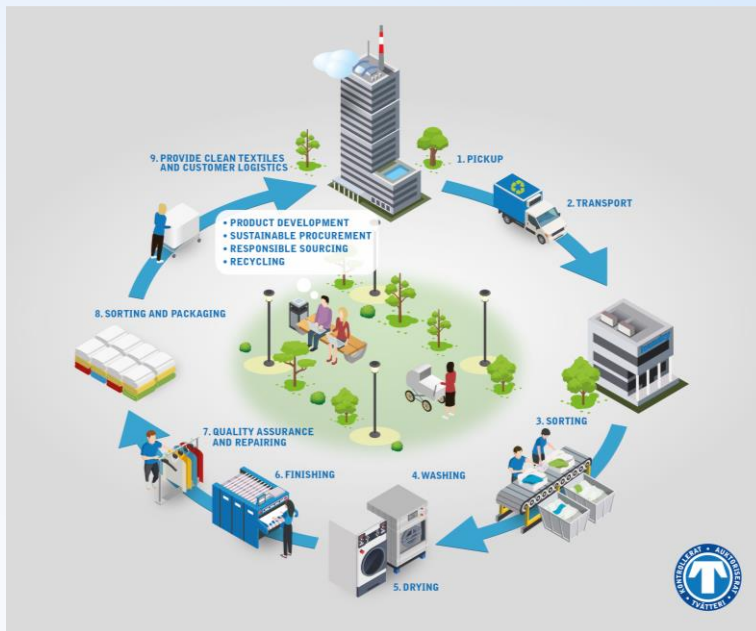 9. PROVIDE CLEAN TEXTILES
AND CUSTOMER LOGISTICS
1. PICKUP
2. TRANSPORT
• PRODUCT DEVELOPMENT
• SUSTAINABLE PROCUREMENT
• RESPONSIBLE SOURCING
• RECYCLING
8. SORTING AND PACKAGING
3. SORTING
7. QUALITY ASSURANCE
AND REPAIRING
4. WASHING
6. FINISHING
5. DRYING
KONTROLLERAT • AUKTORISERAT •
TVÄTTERI